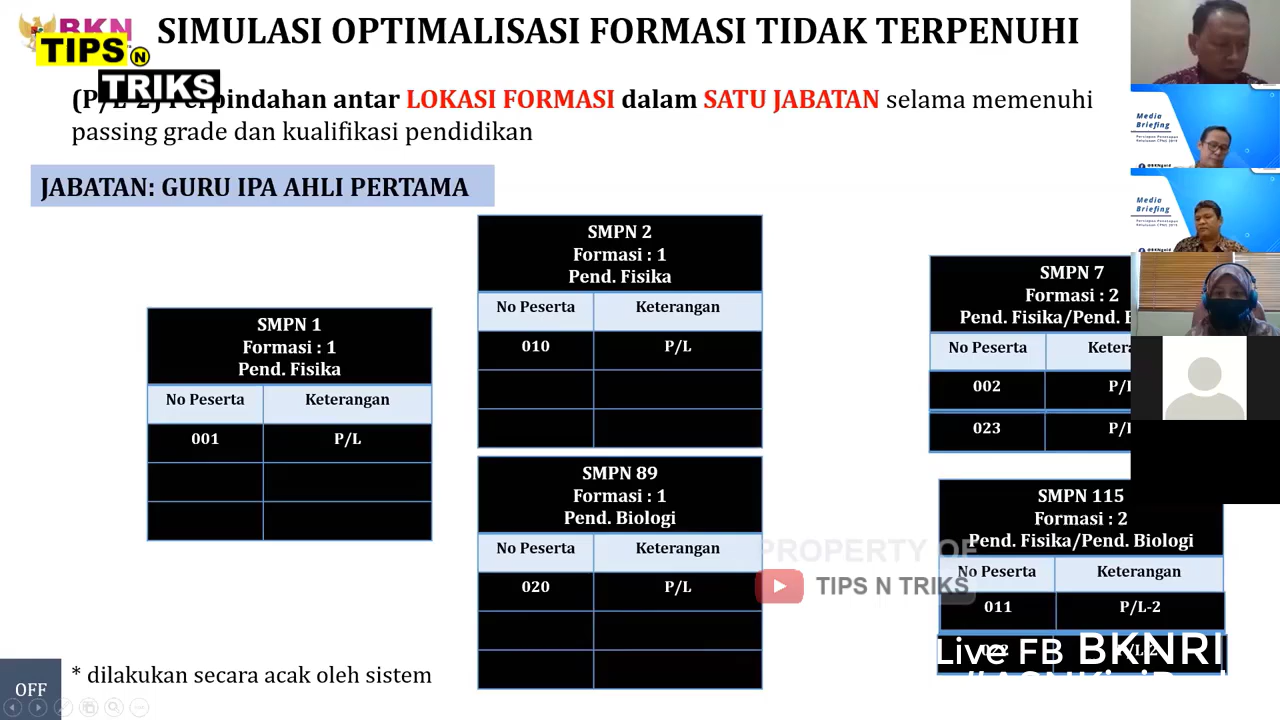 BKN
TIPS N
TRIKS
SIMULASI OPTIMALISASI FORMASI TIDAK TERPENUHI
(P/L-2) Perpindahan antar LOKASI FORMASI dalam SATU JABATAN selama memenuhi
passing grade dan kualifikasi pendidikan
JABATAN: GURU IPA AHLI PERTAMA
SMPN 1
Formasi : 1
Pend. Fisika
No Peserta Keterangan
001 P/L
SMPN 2
Formasi : 1
Pend. Fisika
No Peserta Keterangan
010 P/L
SMPN 89
Formasi : 1
Pend. Biologi
No Peserta Keterangan
020 P/L
SMPN 7
Formasi : 2
Pend. Fisika/Pend.
No Peserta
002
023
SMPN 115
Formasi : 2
Pend. Fisika/Pend. Biologi
No Peserta Keterangan
011 P/L-2
022 P/L-2
* dilakukan secara acak oleh sistem
OFF
PROPERTY OF
TIPS N TRIKS
Live FB BKNRI
Media
Briefing
Media
Briefing